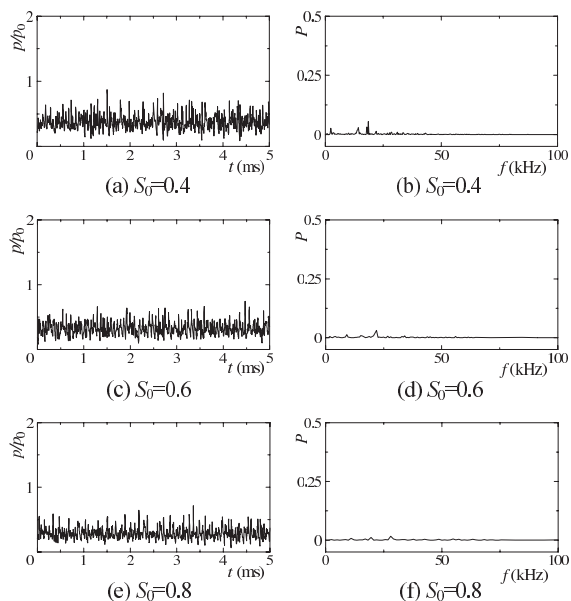 2 0.5
p/p0 P
1 0.25
0 0
0 1 2 3 4 5 0 50 100
t (ms) f (kHz)
(a) S0=0.4 (b) S0=0.4
2 0.5
p/p0 P
1 0.25
0 0
0 1 2 3 4 5 0 50 100
t (ms) f (kHz)
(c) S0=0.6 (d) S0=0.6
2 0.5
p/p0 P
1 0.25
0 0
0 1 2 3 4 5 0 50 100
t (ms) f (kHz)
(e) S0=0.8 (f) S0=0.8